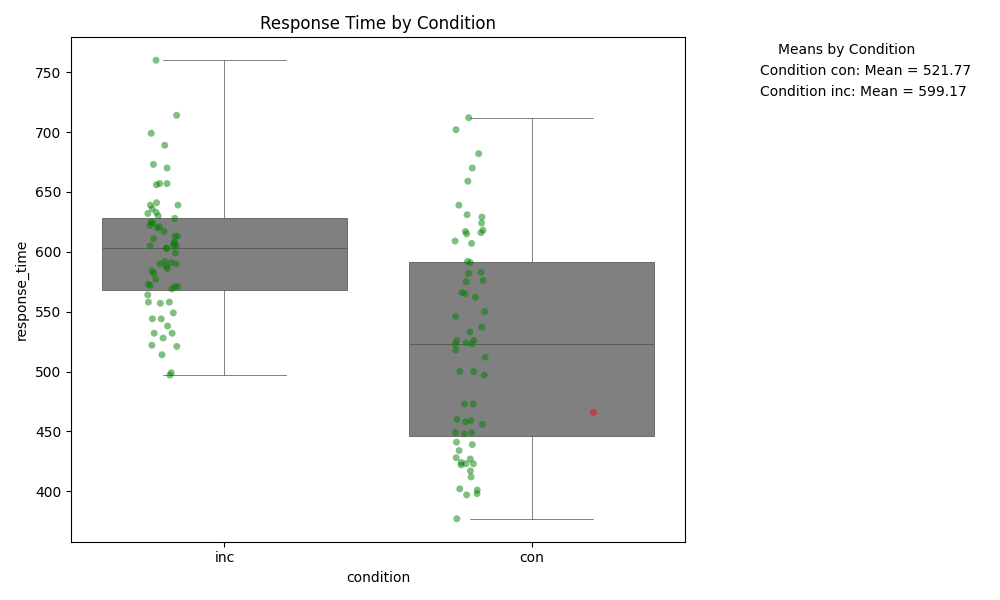 Response Time by Condition
Means by Condition
Condition con: Mean = 521.77
Condition inc: Mean = 599.17
750
700
650
600
550
500
450
400
response_time
inc con
condition